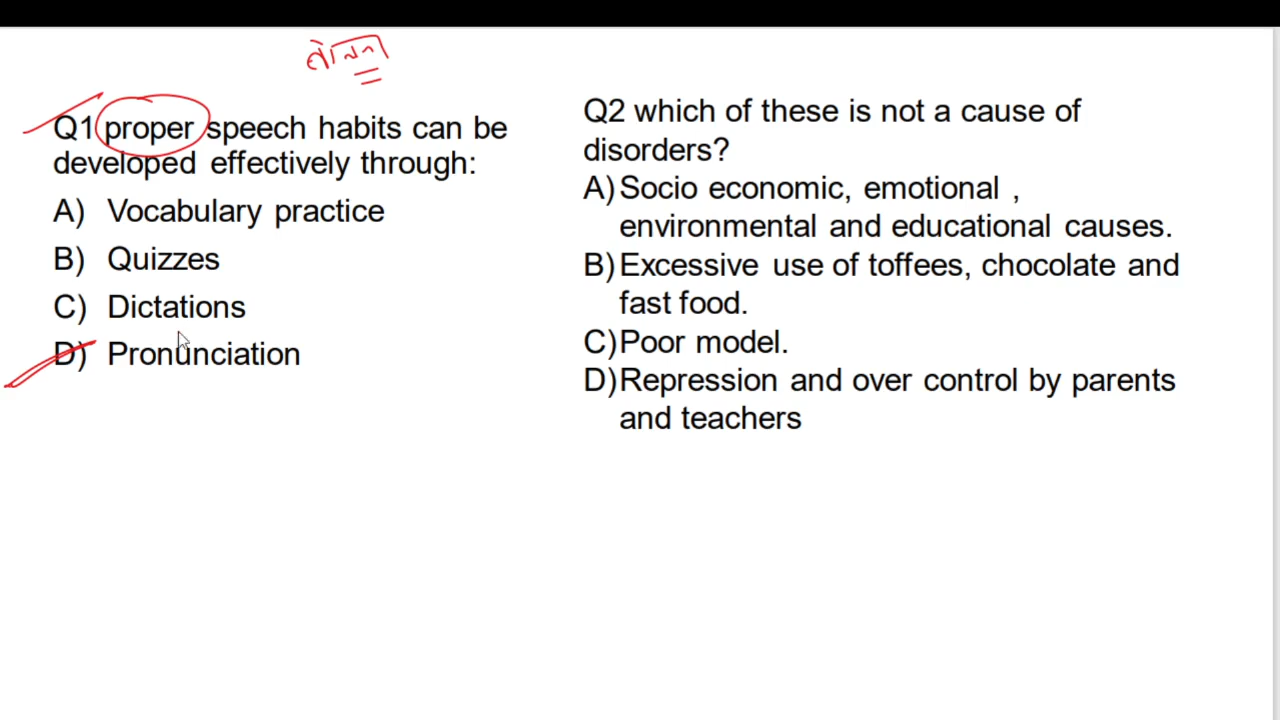 Q1 proper speech habits can be
developed effectively through:
A) Vocabulary practice
B) Quizzes
C) Dictations
D) Pronunciation
Q2 which of these is not a cause of
disorders?
A) Socio economic, emotional ,
environmental and educational causes.
B) Excessive use of toffees, chocolate and
fast food.
C) Poor model.
D) Repression and over control by parents
and teachers